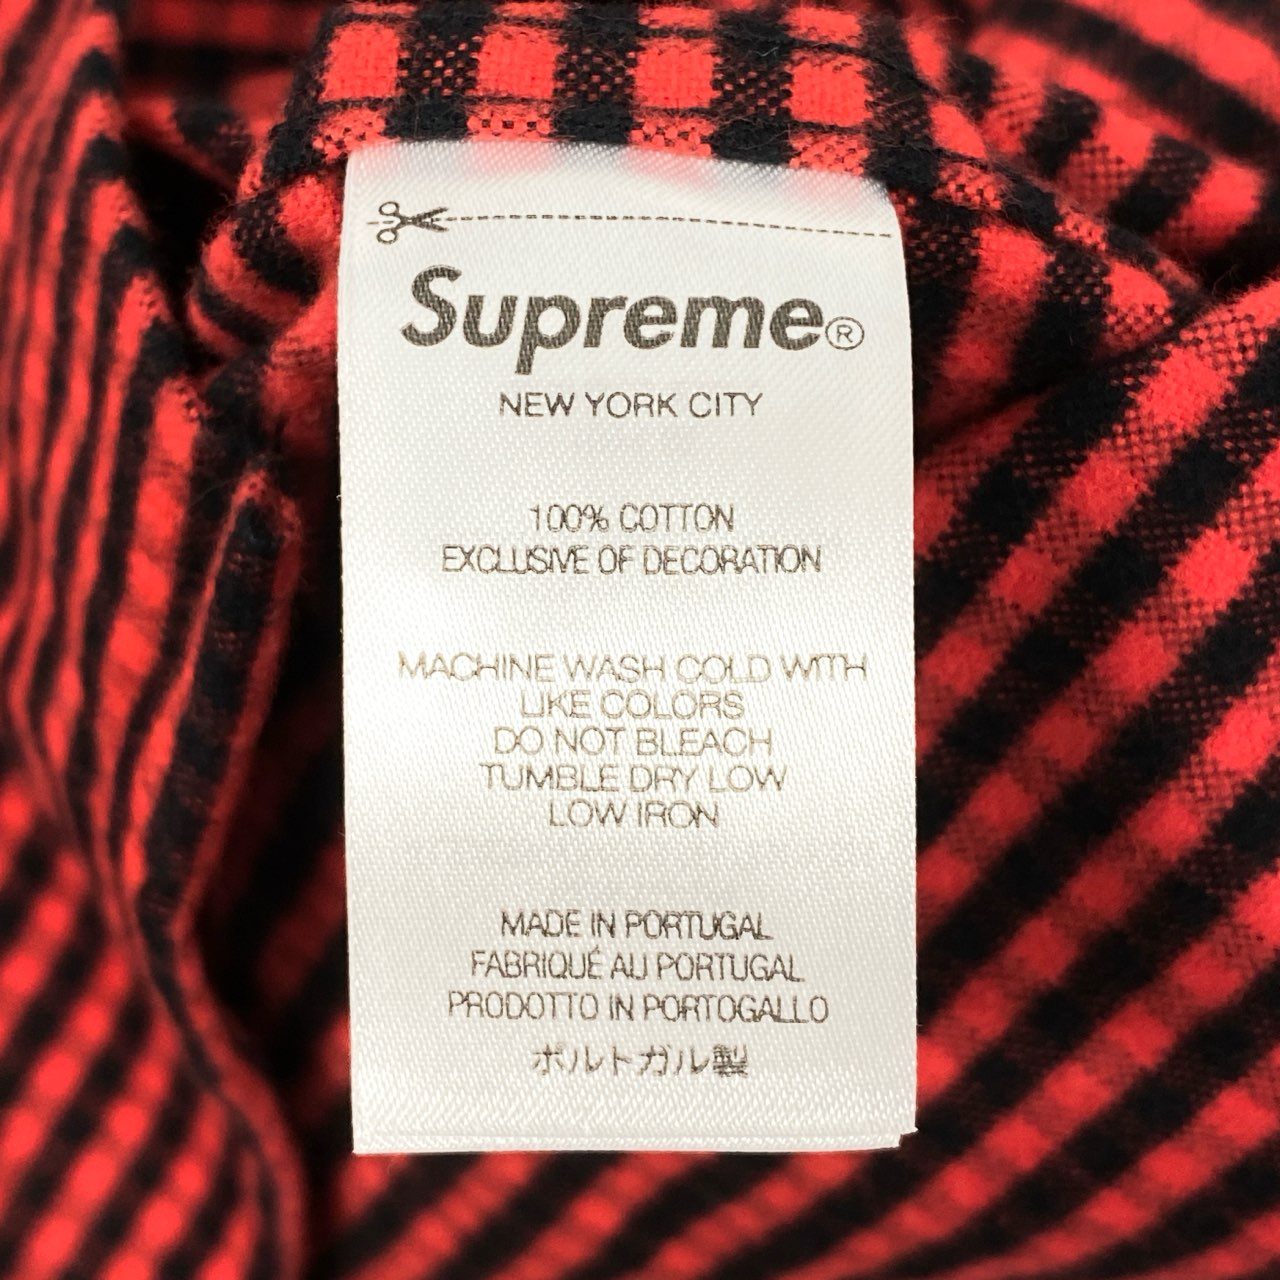 Supreme®
NEW YORK CITY
100% COTTON
EXCLUSIVE OF DECORATION
MACHINE WASH COLD WITH
LIKE COLORS
DO NOT BLEACH
TUMBLE DRY LOW
LOW IRON
MADE IN PORTUGAL
FABRIQUÉ AU PORTUGAL
PRODOTTO IN PORTOGALLO
ポルトガル製